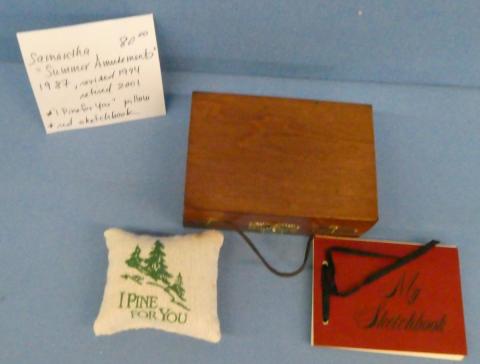 Samantha 80.00
"Summer Amusements"
1987, revised 1994
retired 2001
* "I Pine for You" pillow
+ red sketchbook
I PINE
FOR YOU
My
Sketchbook